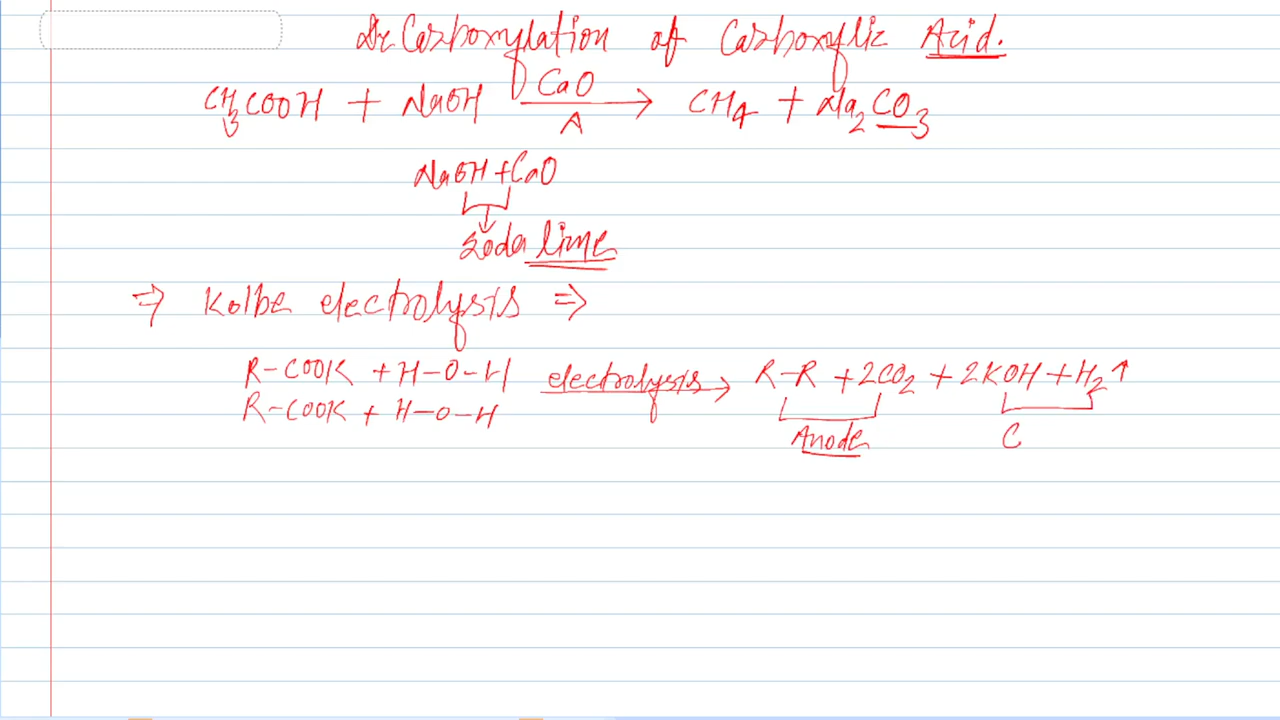 DeCarboxylation of Carboxylic Acid.
CH3COOH + NaOH CaO/Δ → CH4 + Na2CO3
NaOH + CaO
↓
Soda lime
⇒ Kolbe electrolysis ⇒
R-COOK + H-O-H electrolysis → R-R + 2CO2 + 2KOH + H2↑
R-COOK + H-O-H
Anode C